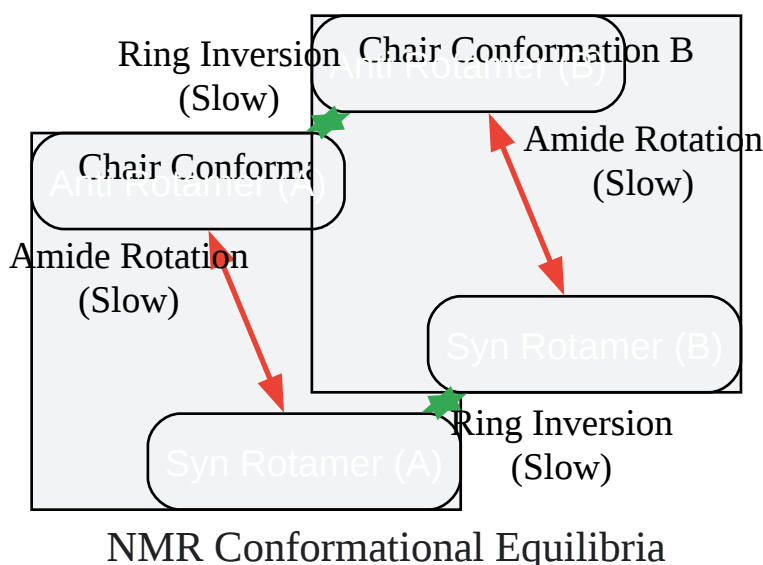 Ring Inversion
(Slow)
Chair Conformation B
Anti Rotamer (B)
Amide Rotation
(Slow)
Chair Conforma
Anti Rotamer (A)
Amide Rotation
(Slow)
Syn Rotamer (B)
Ring Inversion
(Slow)
Syn Rotamer (A)
NMR Conformational Equilibria